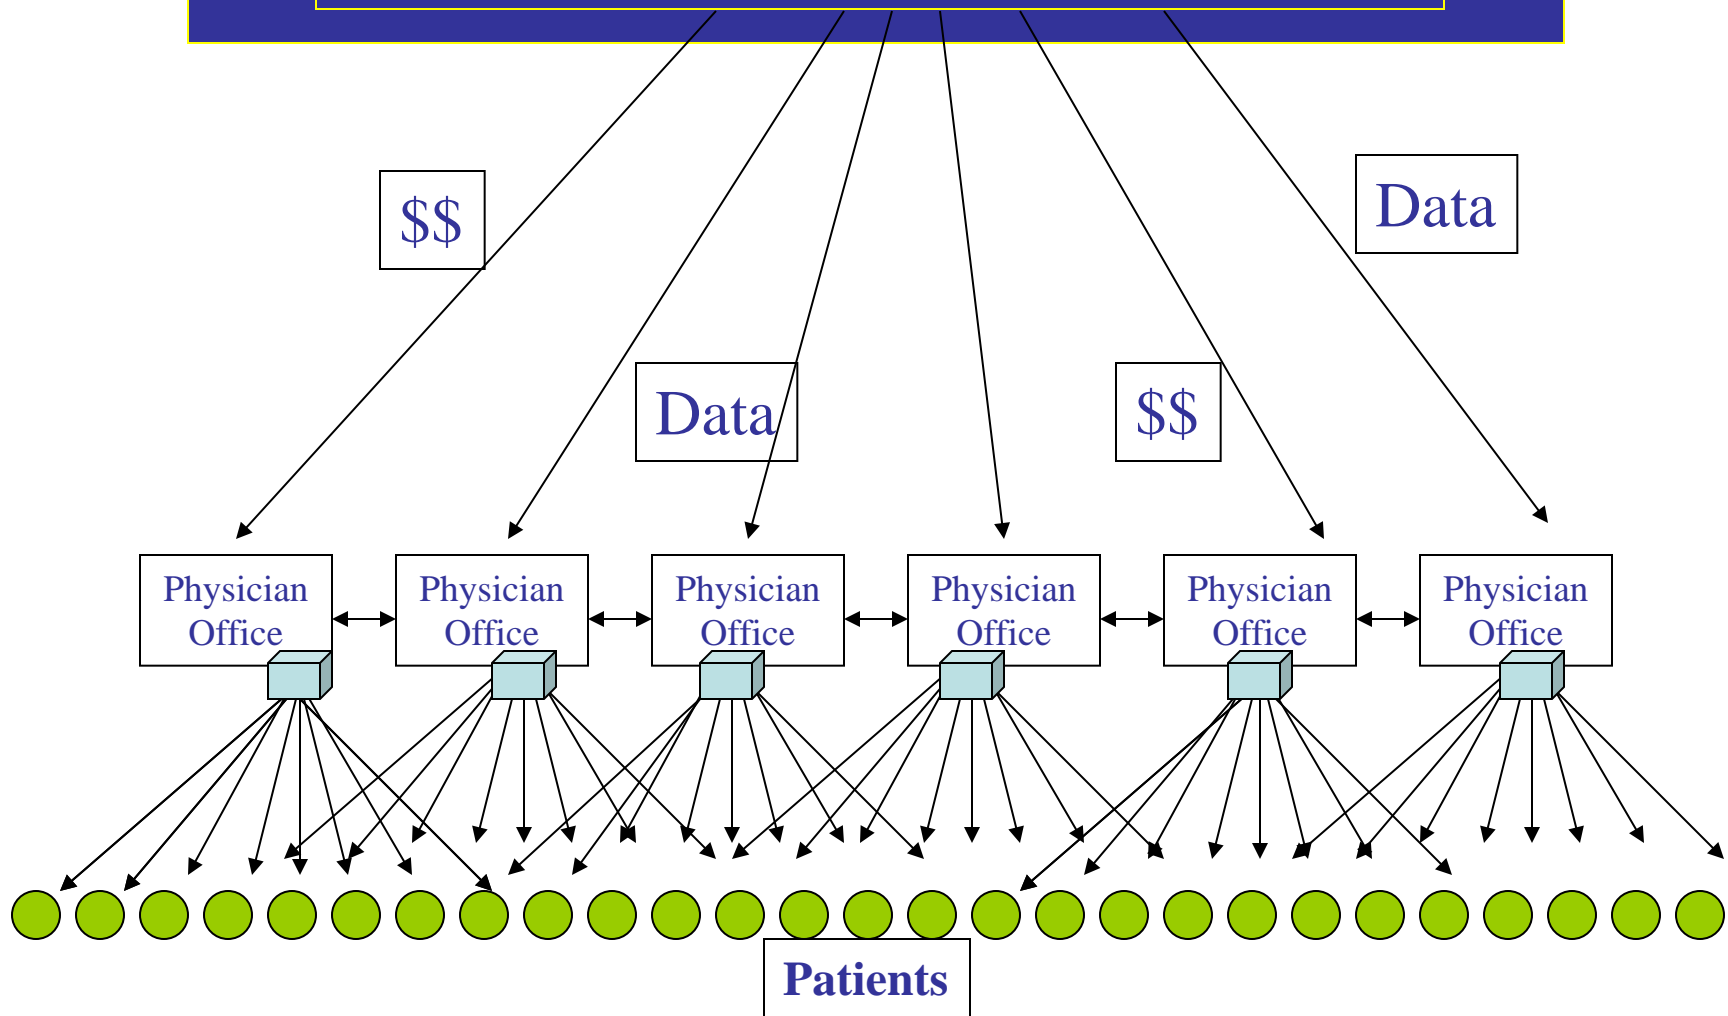 $$
Data
Data
$$
Physician
Office
Physician
Office
Physician
Office
Physician
Office
Physician
Office
Physician
Office
Patients